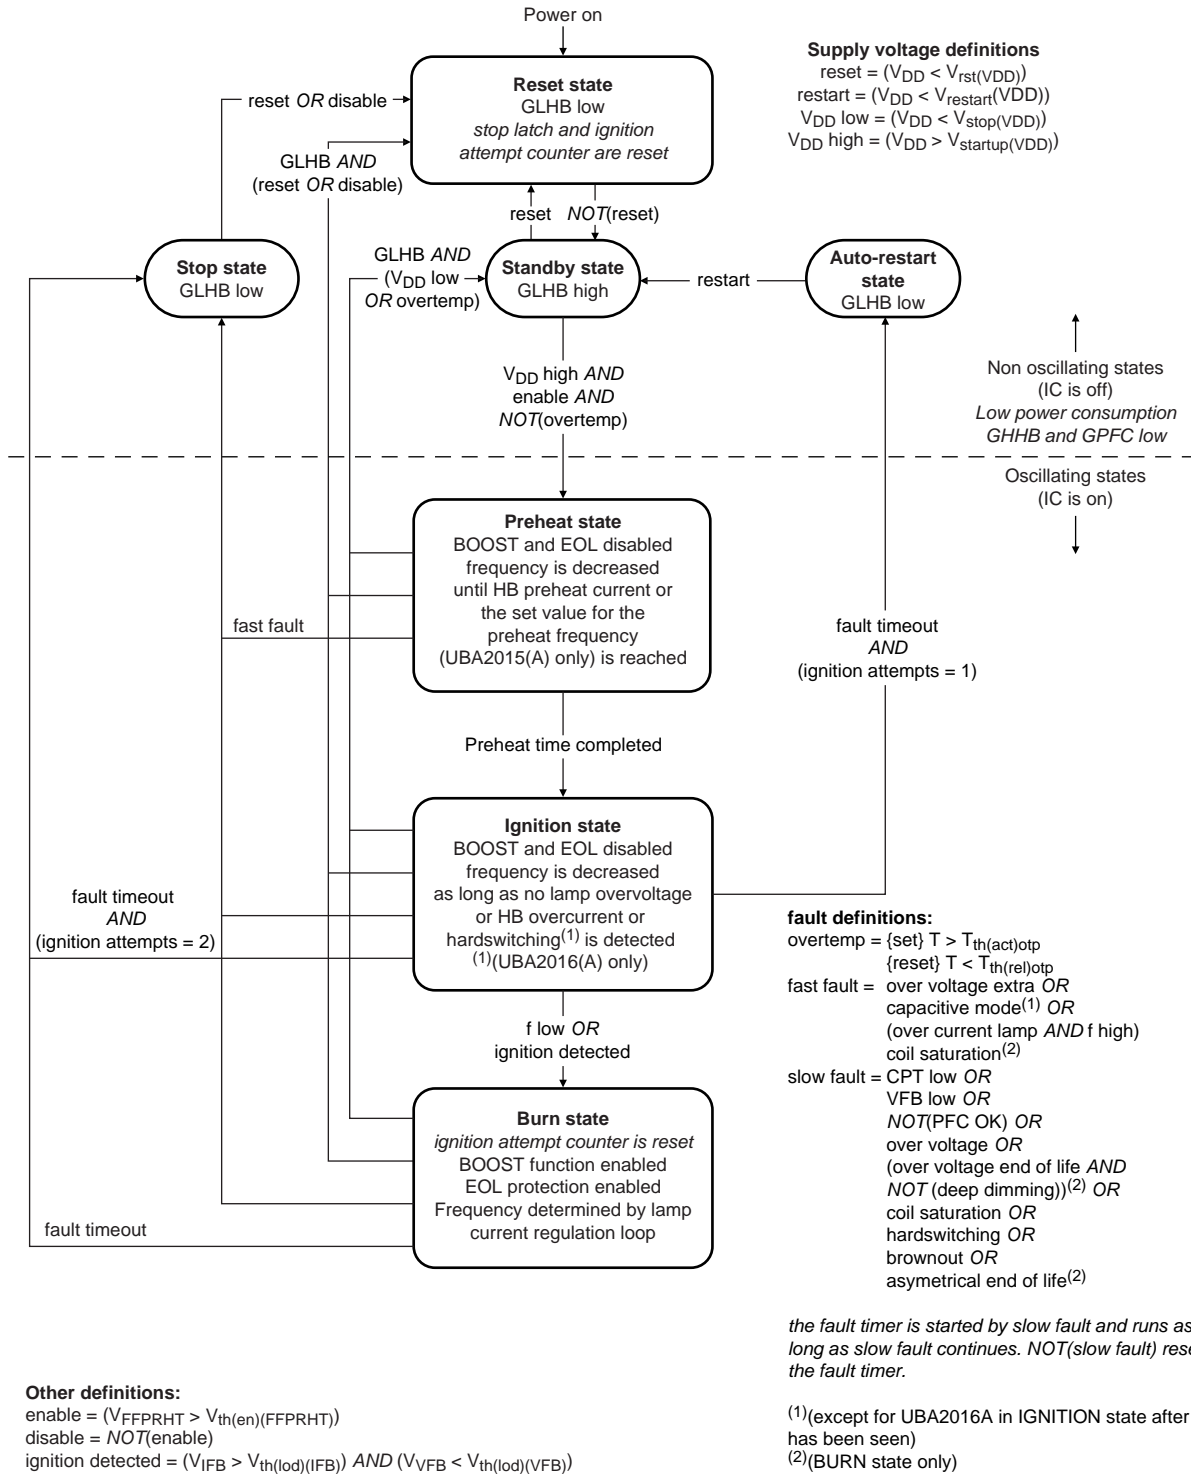 Power on
Supply voltage definitions
reset = (VDD < Vrst(VDD))
restart = (VDD < Vrestart(VDD))
VDD low = (VDD < Vstop(VDD))
VDD high = (VDD > Vstartup(VDD))
Reset state
GLHB low
stop latch and ignition
attempt counter are reset
reset OR disable
GLHB AND
(reset OR disable)
reset
NOT(reset)
Stop state
GLHB low
GLHB AND
(VDD low
OR overtemp)
Standby state
GLHB high
restart
Auto-restart
state
GLHB low
VDD high AND
enable AND
NOT(overtemp)
Non oscillating states
(IC is off)
Low power consumption
GHHB and GPFC low
Oscillating states
(IC is on)
Preheat state
BOOST and EOL disabled
frequency is decreased
until HB preheat current or
the set value for the
preheat frequency
(UBA2015(A) only) is reached
fast fault
fault timeout
AND
(ignition attempts = 1)
Preheat time completed
Ignition state
BOOST and EOL disabled
frequency is decreased
as long as no lamp overvoltage
or HB overcurrent or
hardswitching(1) is detected
(1)(UBA2016(A) only)
fault timeout
AND
(ignition attempts = 2)
f low OR
ignition detected
Burn state
ignition attempt counter is reset
BOOST function enabled
EOL protection enabled
Frequency determined by lamp
current regulation loop
fault timeout
fault definitions:
overtemp = {set} T > Tth(act)otp
{reset} T < Tth(rel)otp
fast fault = over voltage extra OR
capacitive mode(1) OR
(over current lamp AND f high)
coil saturation(2)
slow fault = CPT low OR
VFB low OR
NOT(PFC OK) OR
over voltage OR
(over voltage end of life AND
NOT (deep dimming))(2) OR
coil saturation OR
hardswitching OR
brownout OR
asymetrical end of life(2)
the fault timer is started by slow fault and runs as
long as slow fault continues. NOT(slow fault)
the fault timer.
(1)(except for UBA2016A in IGNITION state after
has been seen)
(2)(BURN state only)
Other definitions:
enable = (VFFPRHT > Vth(en)(FFPRHT))
disable = NOT(enable)
ignition detected = (VIFB > Vth(lod)(IFB)) AND (VVFB < Vth(lod)(VFB))